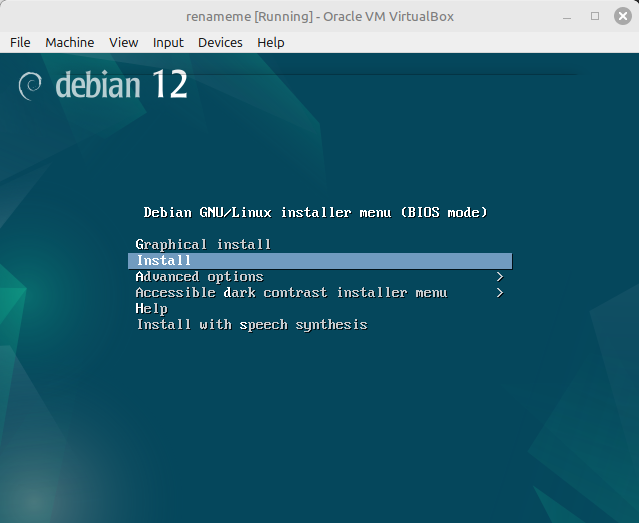 renameme [Running] - Oracle VM VirtualBox
File Machine View Input Devices Help
debian 12
Debian GNU/Linux installer menu (BIOS mode)
Graphical install
Install
Advanced options >
Accessible dark contrast installer menu >
Help
Install with speech synthesis